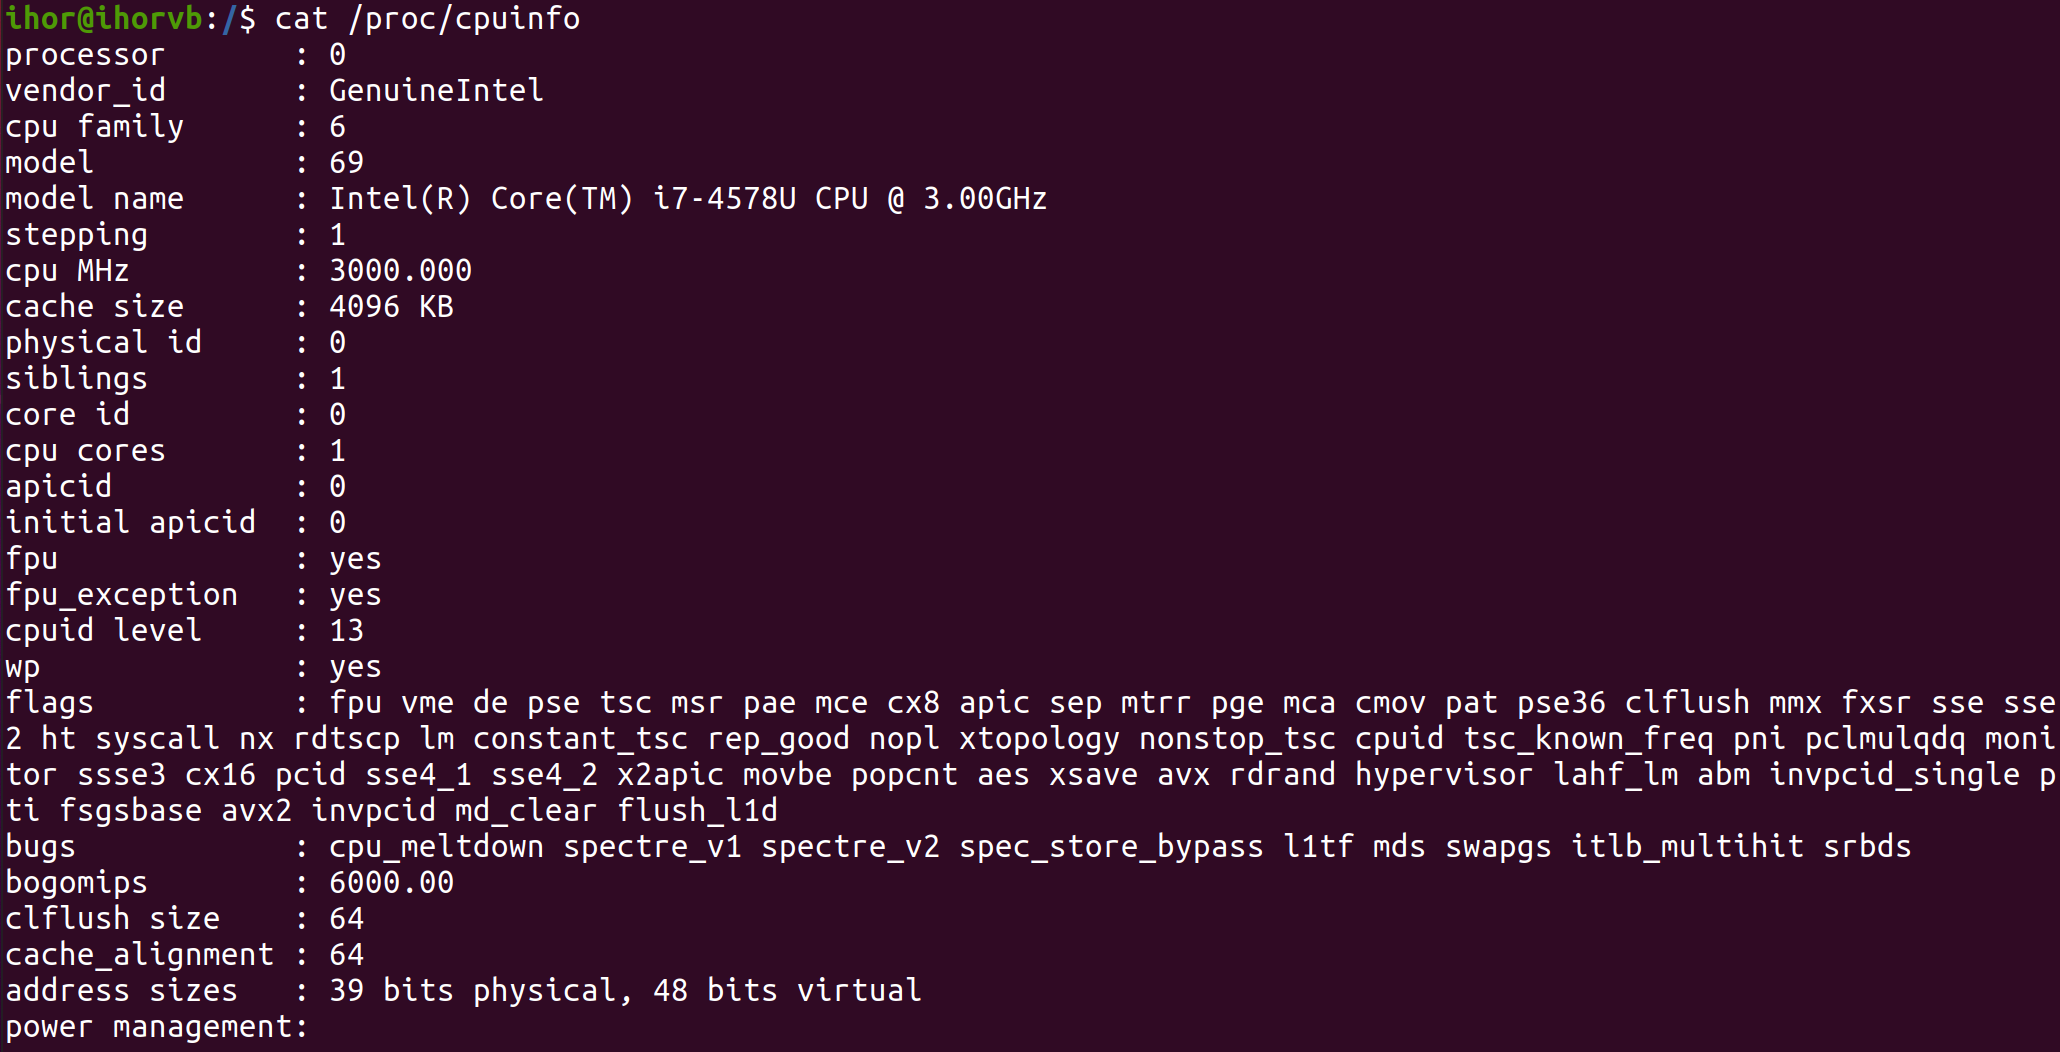 ihor@ihorvb:/$ cat /proc/cpuinfo
processor       : 0
vendor_id       : GenuineIntel
cpu family      : 6
model           : 69
model name      : Intel(R) Core(TM) i7-4578U CPU @ 3.00GHz
stepping        : 1
cpu MHz         : 3000.000
cache size      : 4096 KB
physical id     : 0
siblings        : 1
core id         : 0
cpu cores       : 1
apicid          : 0
initial apicid  : 0
fpu             : yes
fpu_exception   : yes
cpuid level     : 13
wp              : yes
flags           : fpu vme de pse tsc msr pae mce cx8 apic sep mtrr pge mca cmov pat pse36 clflush mmx fxsr sse sse
2 ht syscall nx rdtscp lm constant_tsc rep_good nopl xtopology nonstop_tsc cpuid tsc_known_freq pni pclmulqdq moni
tor ssse3 cx16 pcid sse4_1 sse4_2 x2apic movbe popcnt aes xsave avx rdrand hypervisor lahf_lm abm invpcid_single p
ti fsgsbase avx2 invpcid md_clear flush_l1d
bugs            : cpu_meltdown spectre_v1 spectre_v2 spec_store_bypass l1tf mds swapgs itlb_multihit srbds
bogomips        : 6000.00
clflush size    : 64
cache_alignment : 64
address sizes   : 39 bits physical, 48 bits virtual
power management: